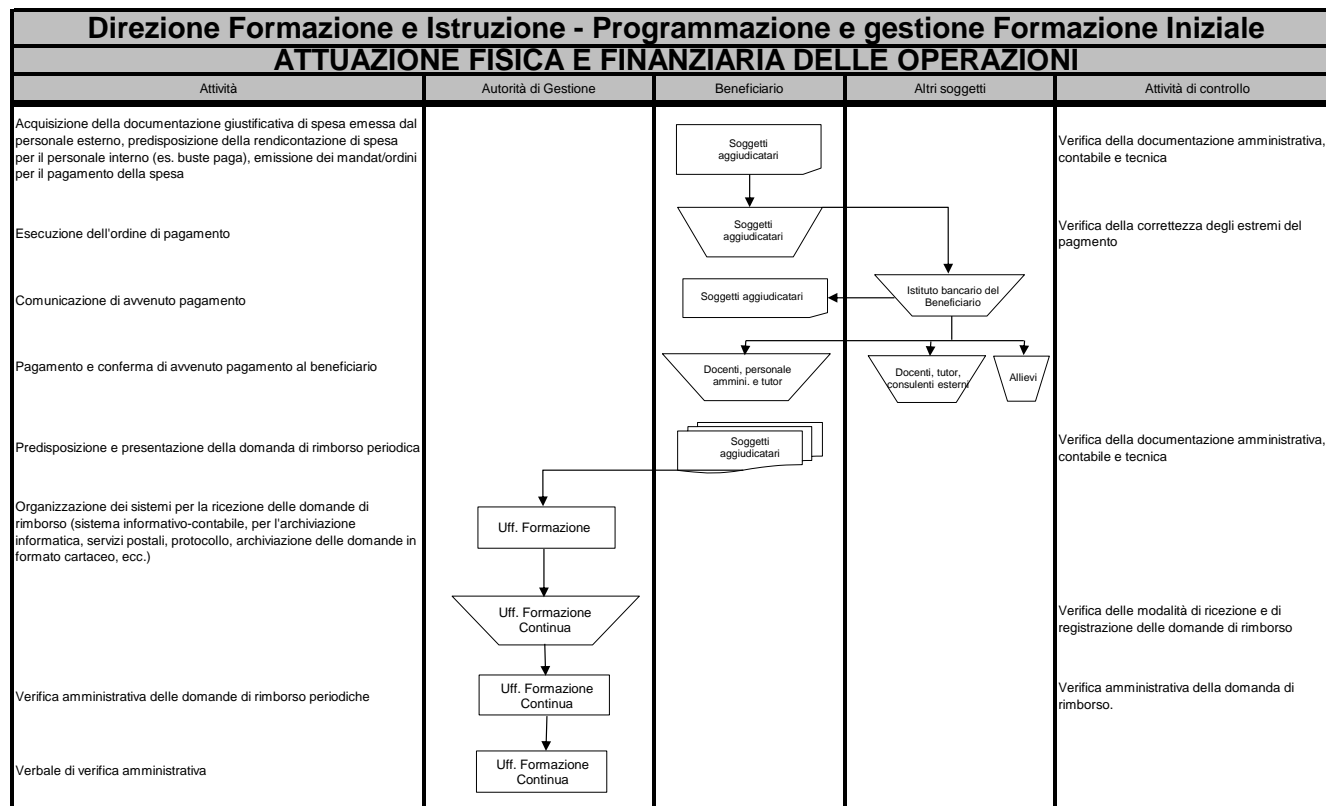 Direzione Formazione e Istruzione - Programmazione e gestione Formazione Iniziale
ATTUAZIONE FISICA E FINANZIARIA DELLE OPERAZIONI
Attività
Autorità di Gestione
Beneficiario
Altri soggetti
Attività di controllo
Acquisizione della documentazione giustificativa di spesa emessa dal
personale esterno, predisposizione della rendicontazione di spesa
per il personale interno (es. buste paga), emissione dei mandat/ordini
per il pagamento della spesa
Soggetti
aggiudicatari
Verifica della documentazione amministrativa,
contabile e tecnica
Esecuzione dell'ordine di pagamento
Soggetti
aggiudicatari
Verifica della correttezza degli estremi del
pagmento
Comunicazione di avvenuto pagamento
Soggetti aggiudicatari
Istituto bancario del
Beneficiario
Pagamento e conferma di avvenuto pagamento al beneficiario
Docenti, personale
ammini. e tutor
Docenti, tutor,
consulenti esterni
Allievi
Predisposizione e presentazione della domanda di rimborso periodica
Soggetti
aggiudicatari
Verifica della documentazione amministrativa,
contabile e tecnica
Organizzazione dei sistemi per la ricezione delle domande di
rimborso (sistema informativo-contabile, per l'archiviazione
informatica, servizi postali, protocollo, archiviazione delle domande in
formato cartaceo, ecc.)
Uff. Formazione
Uff. Formazione
Continua
Verifica delle modalità di ricezione e di
registrazione delle domande di rimborso
Verifica amministrativa delle domande di rimborso periodiche
Uff. Formazione
Continua
Verifica amministrativa della domanda di
rimborso.
Verbale di verifica amministrativa
Uff. Formazione
Continua